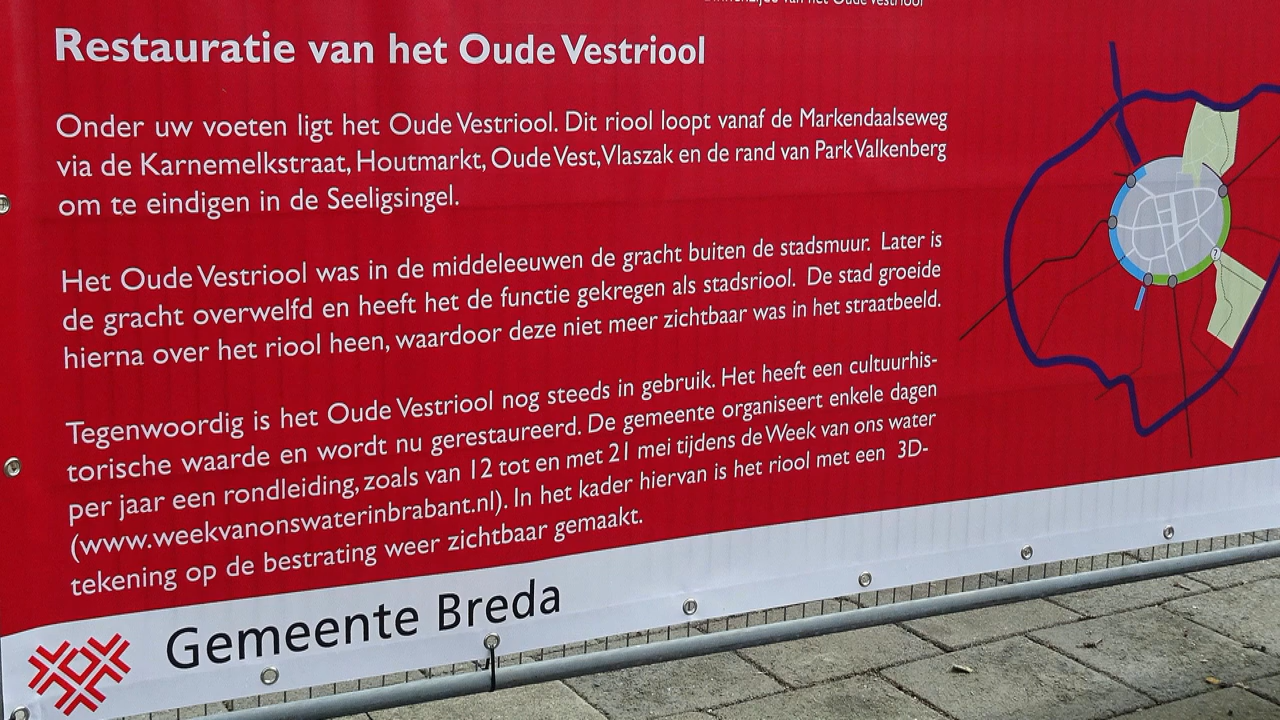 van het Oude Vestriool
Restauratie van het Oude Vestriool
Onder uw voeten ligt het Oude Vestriool. Dit riool loopt vanaf de Markendaalseweg
via de Karnemelkstraat, Houtmarkt, Oude Vest, Vlaszak en de rand van Park Valkenberg
om te eindigen in de Seeligsingel.
Het Oude Vestriool was in de middeleeuwen de gracht buiten de stadsmuur. Later is
de gracht overwelfd en heeft het de functie gekregen als stadsriool. De stad groeide
hierna over het riool heen, waardoor deze niet meer zichtbaar was in het straatbeeld.
Tegenwoordig is het Oude Vestriool nog steeds in gebruik. Het heeft een cultuurhis-
torische waarde en wordt nu gerestaureerd. De gemeente organiseert enkele dagen
per jaar een rondleiding, zoals van 12 tot en met 21 mei tijdens de Week van ons water
(www.weekvanonswaterinbrabant.nl). In het kader hiervan is het riool met een 3D-
tekening op de bestrating weer zichtbaar gemaakt.
Gemeente Breda